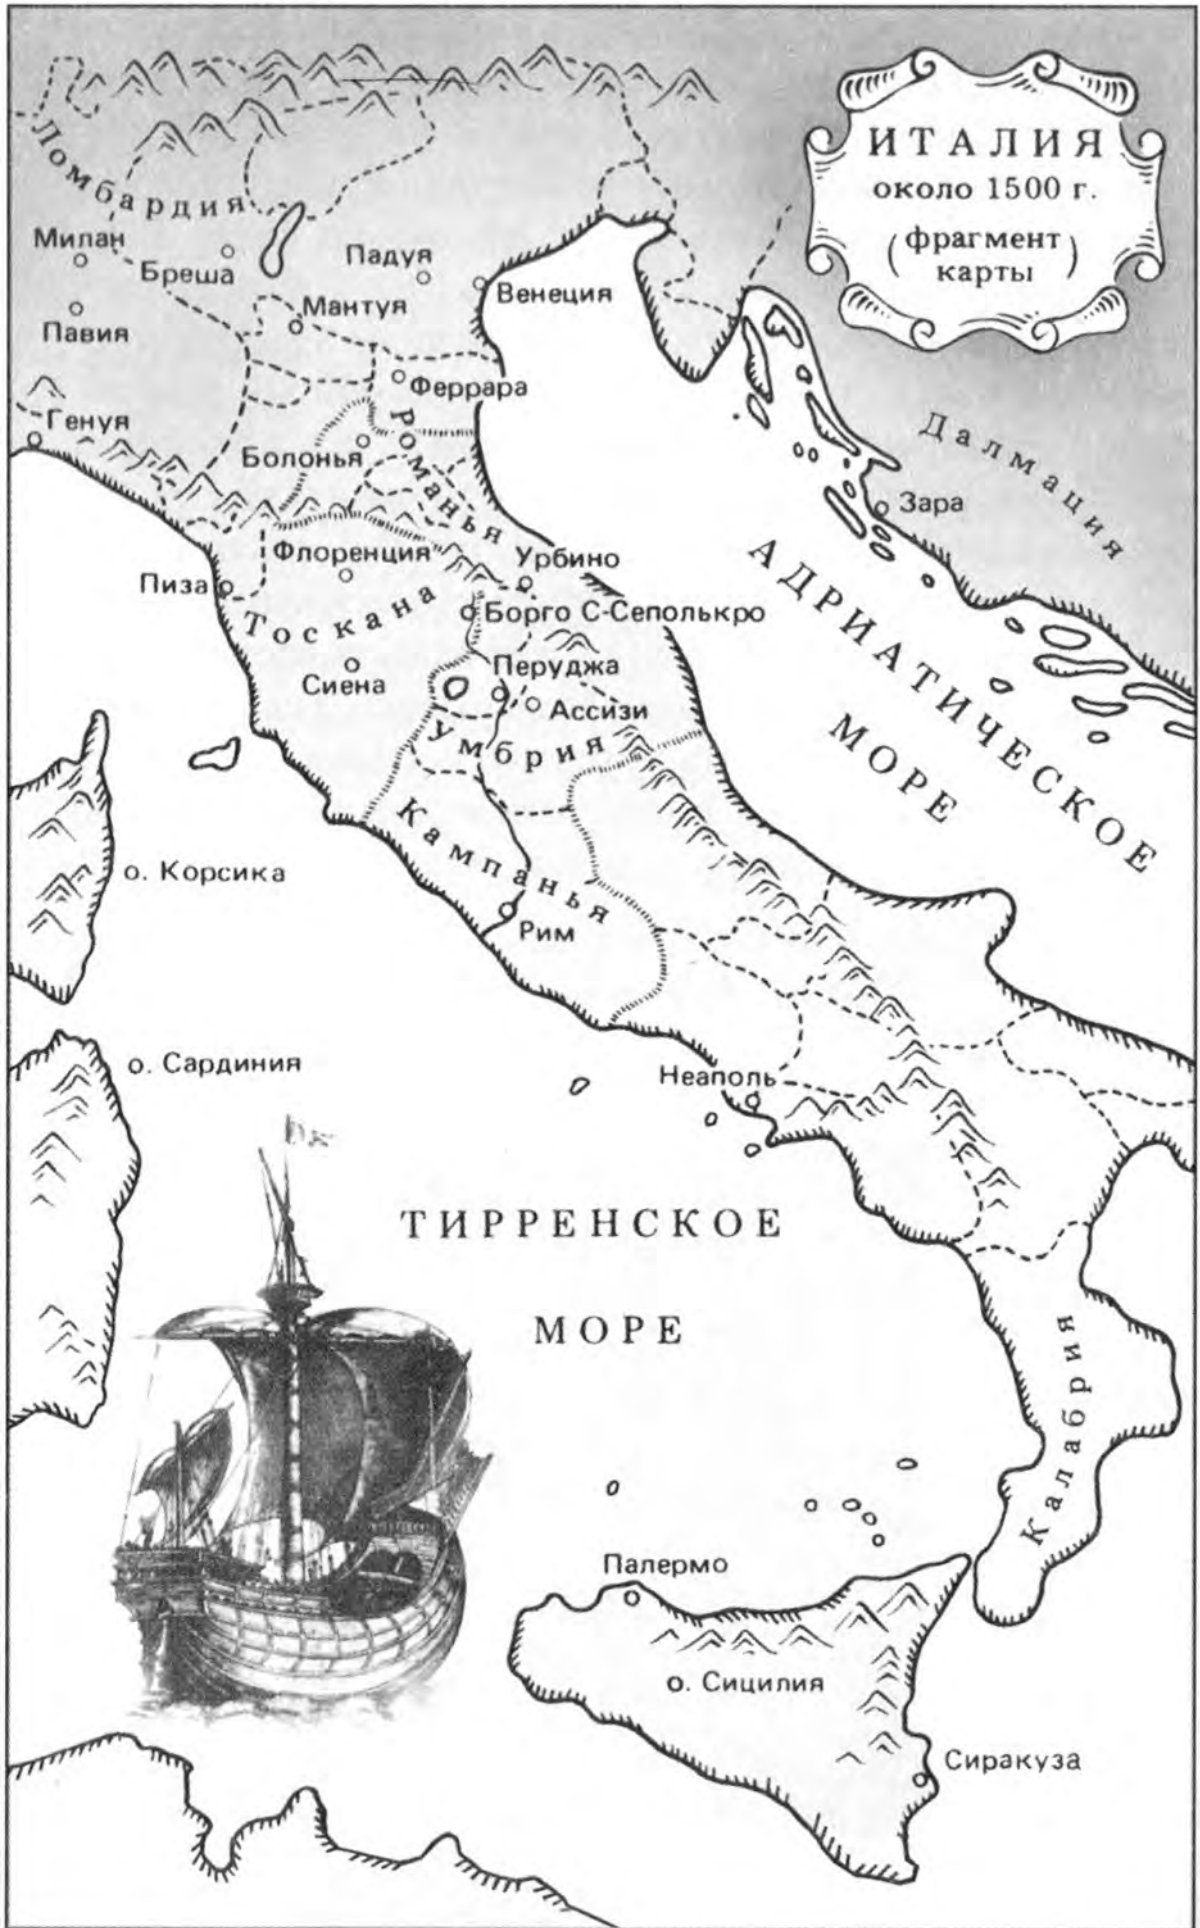 ИТАЛИЯ
около 1500 г.
(фрагмент
карты)
Ломбардия
Милан
Бреша
Падуя
Венеция
Мантуя
Павия
Феррара
Генуя
Романья
Болонья
Далмация
Зара
Флоренция
Урбино
Пиза
Тоскана
Борго С-Сеполькро
АДРИАТИЧЕСКОЕ
МОРЕ
Перуджа
Сиена
Ассизи
Умбрия
Кампанья
о. Корсика
Рим
о. Сардиния
Неаполь
ТИРРЕНСКОЕ
МОРЕ
Калабрия
Палермо
о. Сицилия
Сиракуза